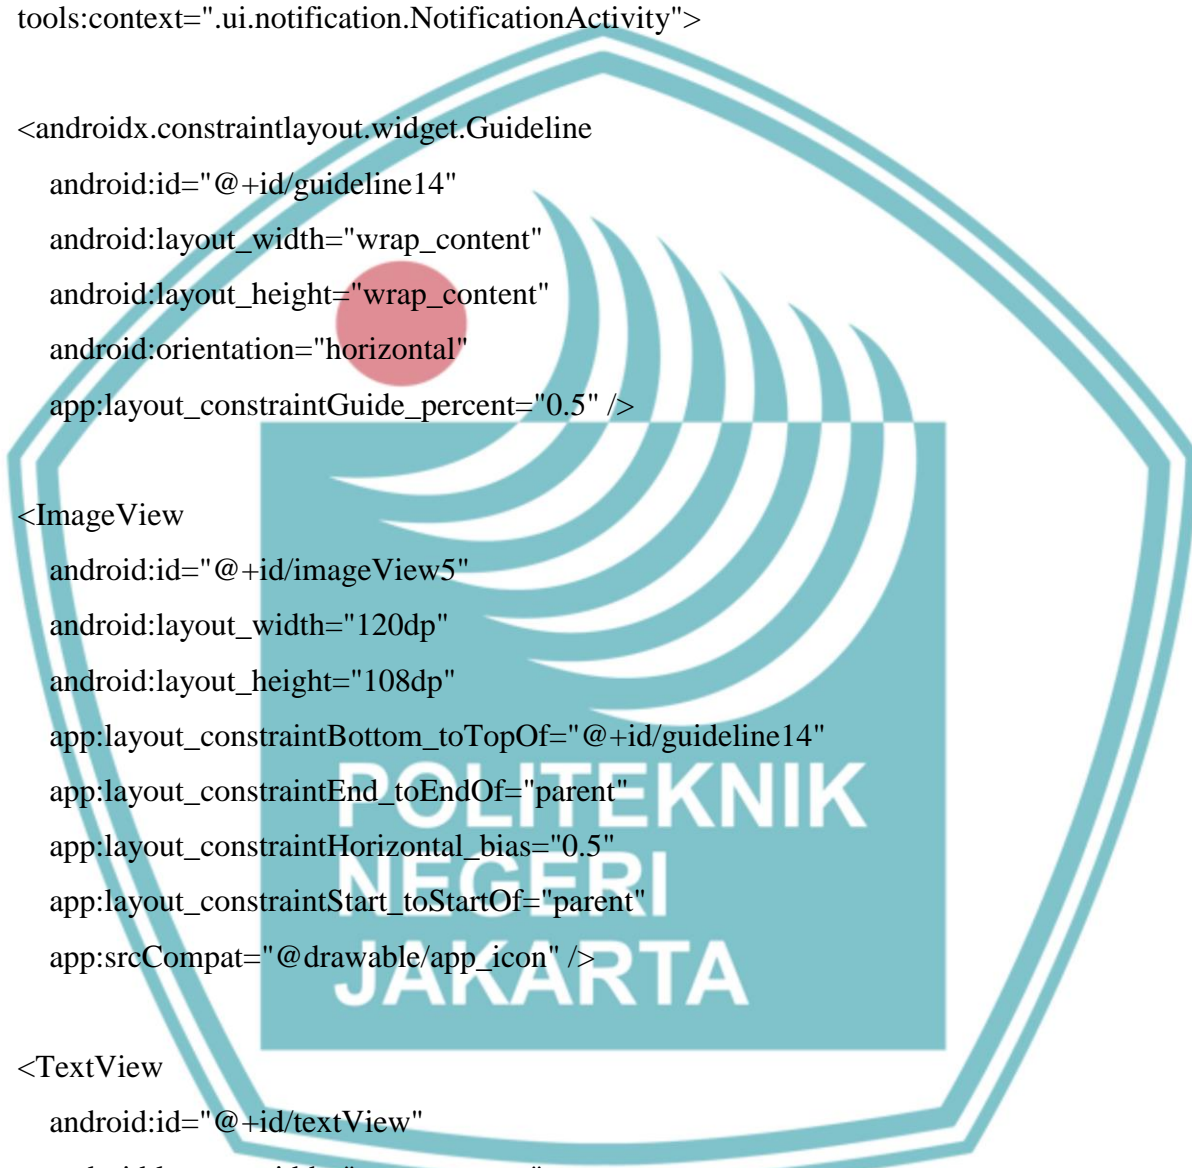 tools:context=".ui.notification.NotificationActivity">
<androidx.constraintlayout.widget.Guideline
android:id="@+id/guideline14"
android:layout_width="wrap_content"
android:layout_height="wrap_content"
android:orientation="horizontal"
app:layout_constraintGuide_percent="0.5" />
<ImageView
android:id="@+id/imageView5"
android:layout_width="120dp"
android:layout_height="108dp"
app:layout_constraintBottom_toTopOf="@+id/guideline14"
app:layout_constraintEnd_toEndOf="parent"
app:layout_constraintHorizontal_bias="0.5"
app:layout_constraintStart_toStartOf="parent"
app:srcCompat="@drawable/app_icon" />
<TextView
android:id="@+id/textView"
POLITEKNIK
NEGERI
JAKARTA